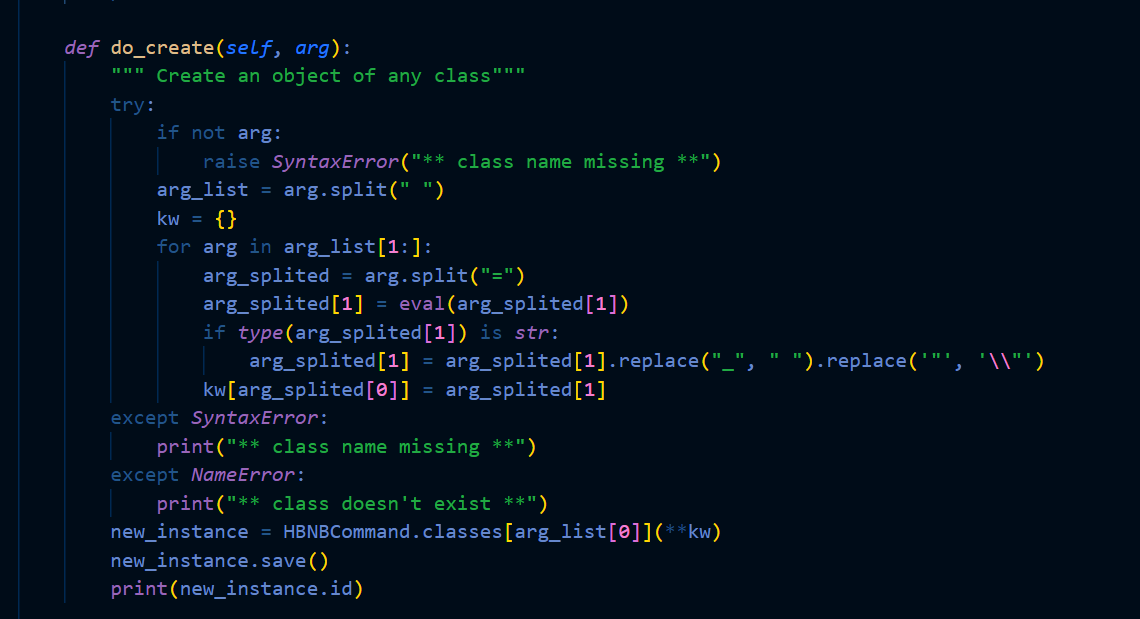 def do_create(self, arg):
    """ Create an object of any class"""
    try:
        if not arg:
            raise SyntaxError("** class name missing **")
        arg_list = arg.split(" ")
        kw = {}
        for arg in arg_list[1:]:
            arg_splited = arg.split("=")
            arg_splited[1] = eval(arg_splited[1])
            if type(arg_splited[1]) is str:
                arg_splited[1] = arg_splited[1].replace("_", " ").replace('"', '\\"')
            kw[arg_splited[0]] = arg_splited[1]
    except SyntaxError:
        print("** class name missing **")
    except NameError:
        print("** class doesn't exist **")
    new_instance = HBNBCommand.classes[arg_list[0]](**kw)
    new_instance.save()
    print(new_instance.id)